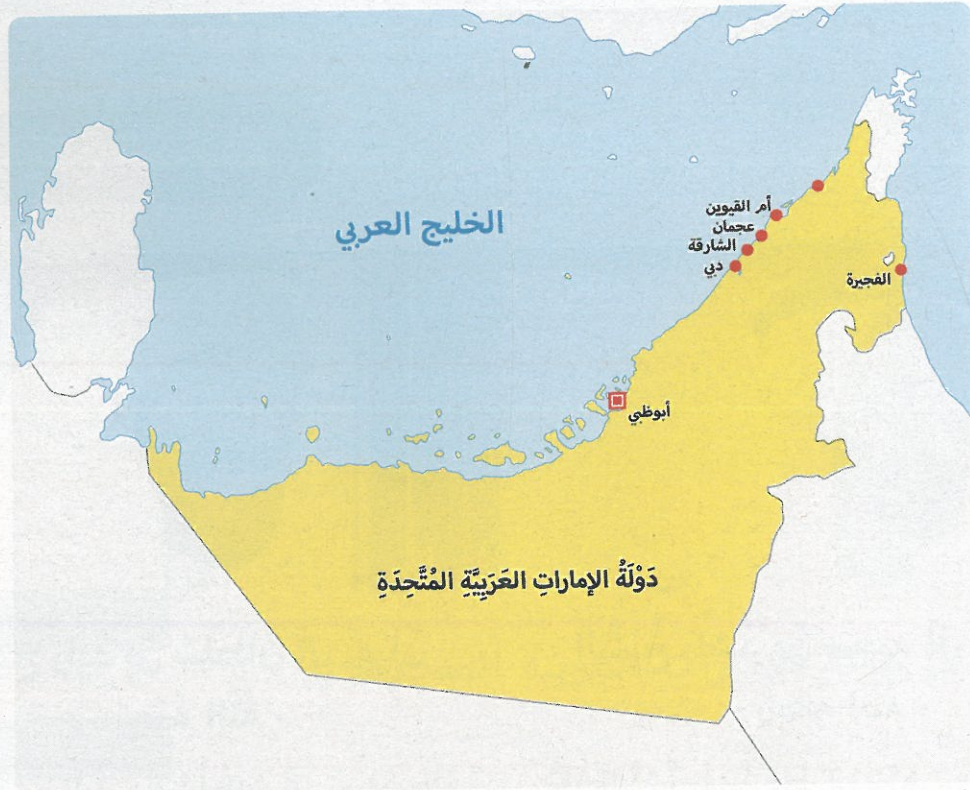 الخليج العربي
أم القيوين
عجمان
الشارقة
دبي
الفجيرة
أبوظبي
دَوْلَةُ الإماراتِ العَرَبِيَّةِ المُتَّحِدَةِ